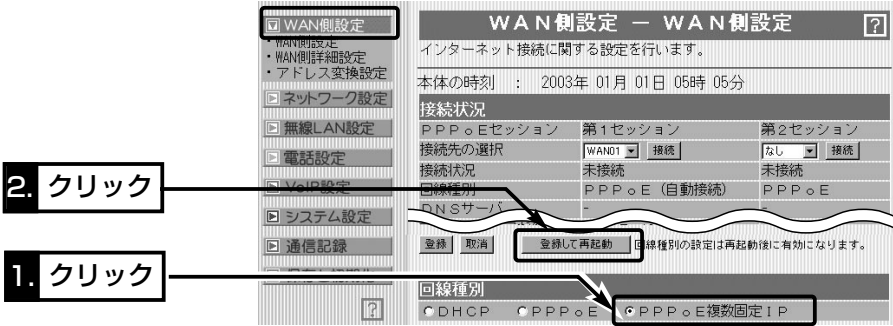 WAN側設定
・WAN側設定
・WAN側詳細設定
・アドレス変換設定
ネットワーク設定
無線LAN設定
電話設定
VoIP設定
システム設定
通信記録
?
WAN側設定 － WAN側設定 ?
インターネット接続に関する設定を行います。
本体の時刻 : 2003年 01月 01日 05時 05分
接続状況
PPPoEセッション 第1セッション 第2セッション
接続先の選択 WAN01 接続 なし 接続
接続状況 未接続 未接続
回線種別 PPPoE (自動接続) PPPoE
DNSサーバ - -
登録 取消 登録して再起動 回線種別の設定は再起動後に有効になります。
回線種別
DHCP PPPoE PPPoE複数固定IP
2. クリック
1. クリック